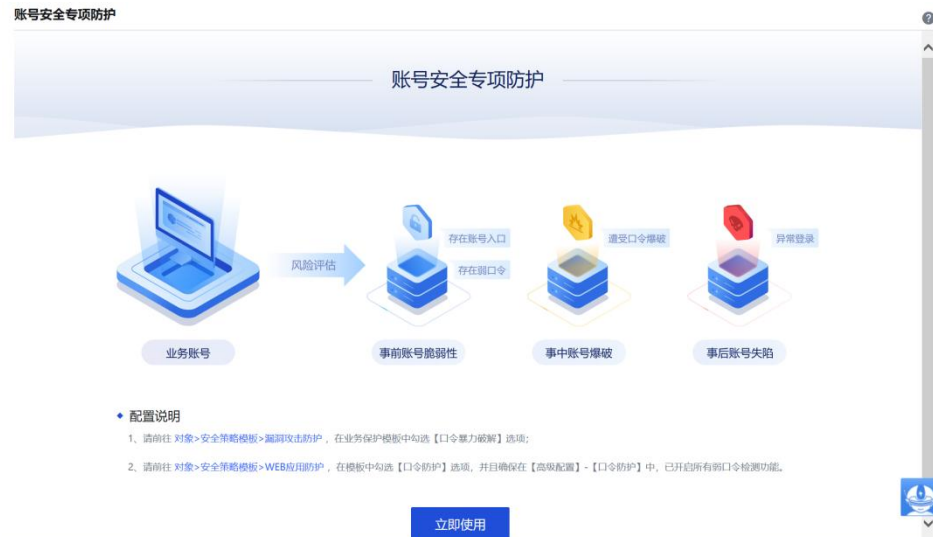 账号安全专项防护
?
账号安全专项防护
存在账号入口
遭受口令爆破
异常登录
风险评估
存在弱口令
业务账号
事前账号脆弱性
事中账号爆破
事后账号失陷
配置说明
1、请前往 对象>安全策略模板>漏洞攻击防护 ，在业务保护模板中勾选【口令暴力破解】选项;
2、请前往 对象>安全策略模板>WEB应用防护 ，在模板中勾选【口令防护】选项，并且确保在【高级配置】-【口令防护】中，已开启所有弱口令检测功能。
立即使用